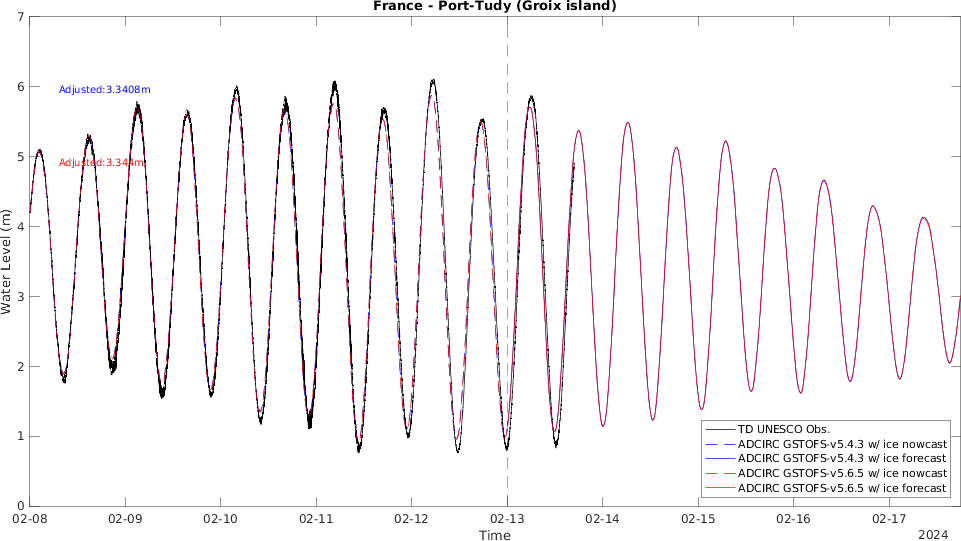 France - Port-Tudy (Groix island)
7
6
5
4
3
2
1
0
Water Level (m)
Adjusted:3.3408m
Adjusted:3.344m
TD UNESCO Obs.
ADCIRC GSTOFS-v5.4.3 w/ ice nowcast
ADCIRC GSTOFS-v5.4.3 w/ ice forecast
ADCIRC GSTOFS-v5.6.5 w/ ice nowcast
ADCIRC GSTOFS-v5.6.5 w/ ice forecast
02-08 02-09 02-10 02-11 02-12 02-13 02-14 02-15 02-16 02-17
Time
2024